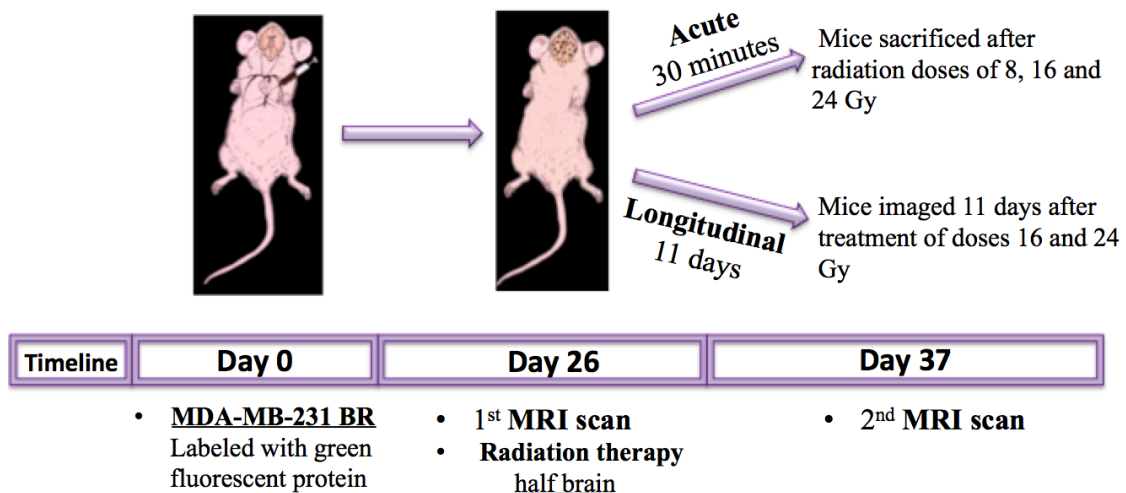 Acute
30 minutes
Mice sacrificed after
radiation doses of 8, 16 and
24 Gy
Longitudinal
11 days
Mice imaged 11 days after
treatment of doses 16 and 24
Gy
Timeline
Day 0
Day 26
Day 37
• MDA-MB-231 BR
Labeled with green
fluorescent protein
• 1st MRI scan
• Radiation therapy
half brain
• 2nd MRI scan